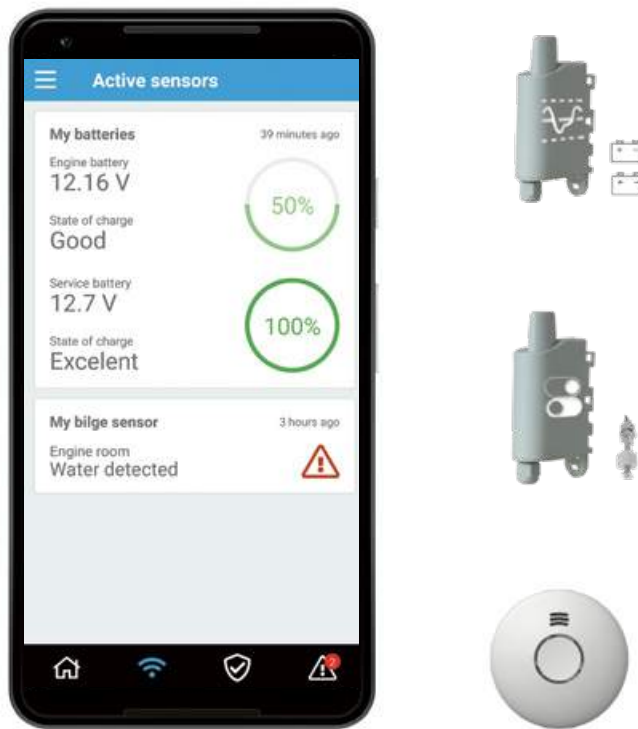 Active sensors
My batteries 39 minutes ago
Engine battery
12.16 V
50%
State of charge
Good
Service battery
12.7 V
100%
State of charge
Excelent
My bilge sensor 3 hours ago
Engine room
Water detected
2